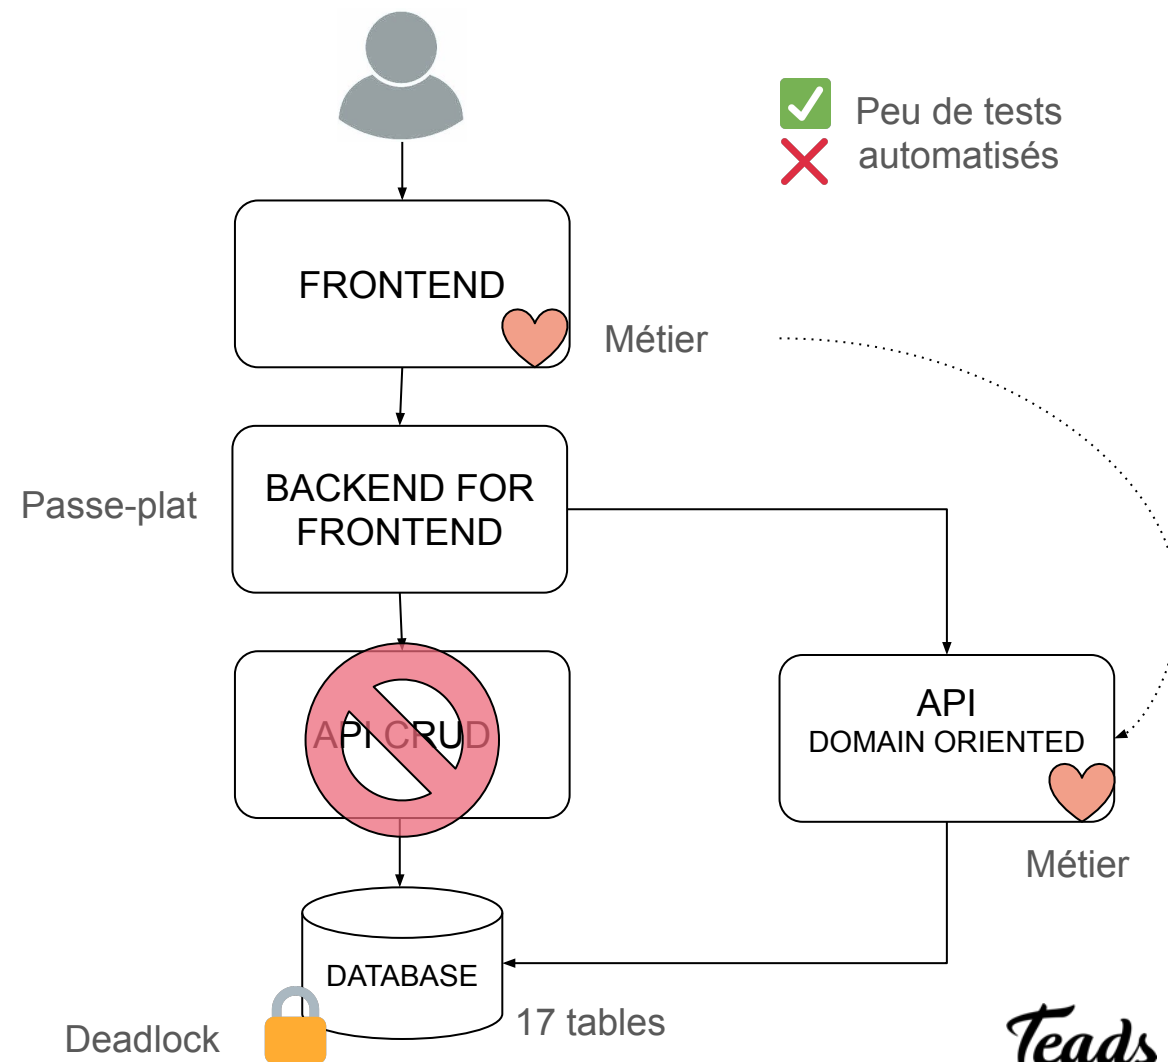 Peu de tests
automatisés
FRONTEND
Métier
Passe-plat
BACKEND FOR
FRONTEND
API CRUD
API
DOMAIN ORIENTED
Métier
DATABASE
17 tables
Deadlock
Teads